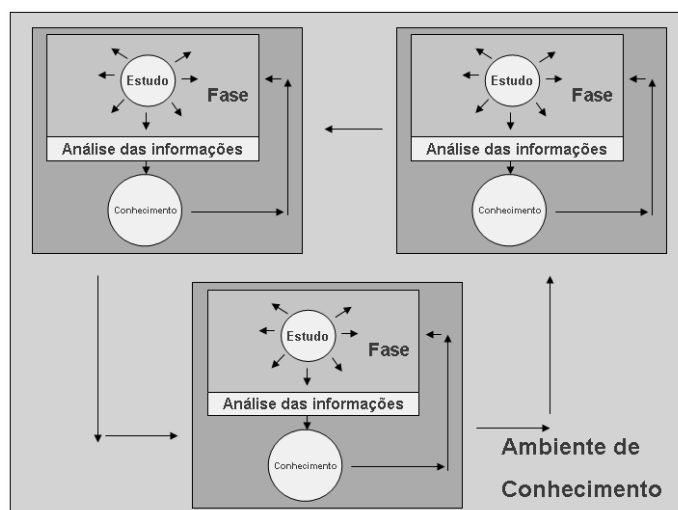 Estudo
Fase
Análise das informações
Conhecimento
Estudo
Fase
Análise das informações
Conhecimento
Estudo
Fase
Análise das informações
Conhecimento
Ambiente de
Conhecimento